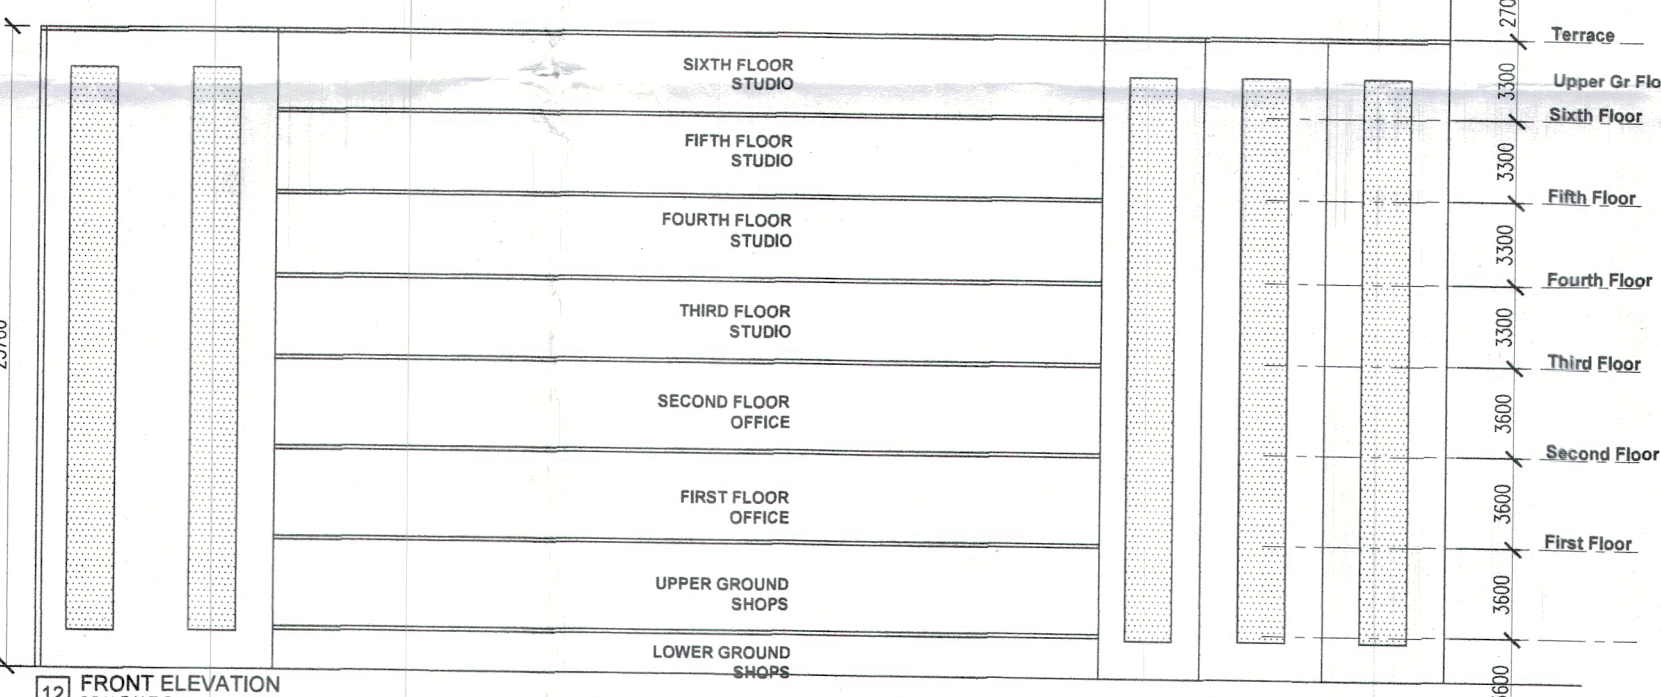 270
Terrace
3300
Upper Gr Flo
SIXTH FLOOR
STUDIO
Sixth Floor
FIFTH FLOOR
STUDIO
3300
Fifth Floor
FOURTH FLOOR
STUDIO
3300
Fourth Floor
THIRD FLOOR
STUDIO
3300
Third Floor
SECOND FLOOR
OFFICE
3600
Second Floor
FIRST FLOOR
OFFICE
3600
First Floor
UPPER GROUND
SHOPS
3600
LOWER GROUND
SHOPS
600
12 FRONT ELEVATION